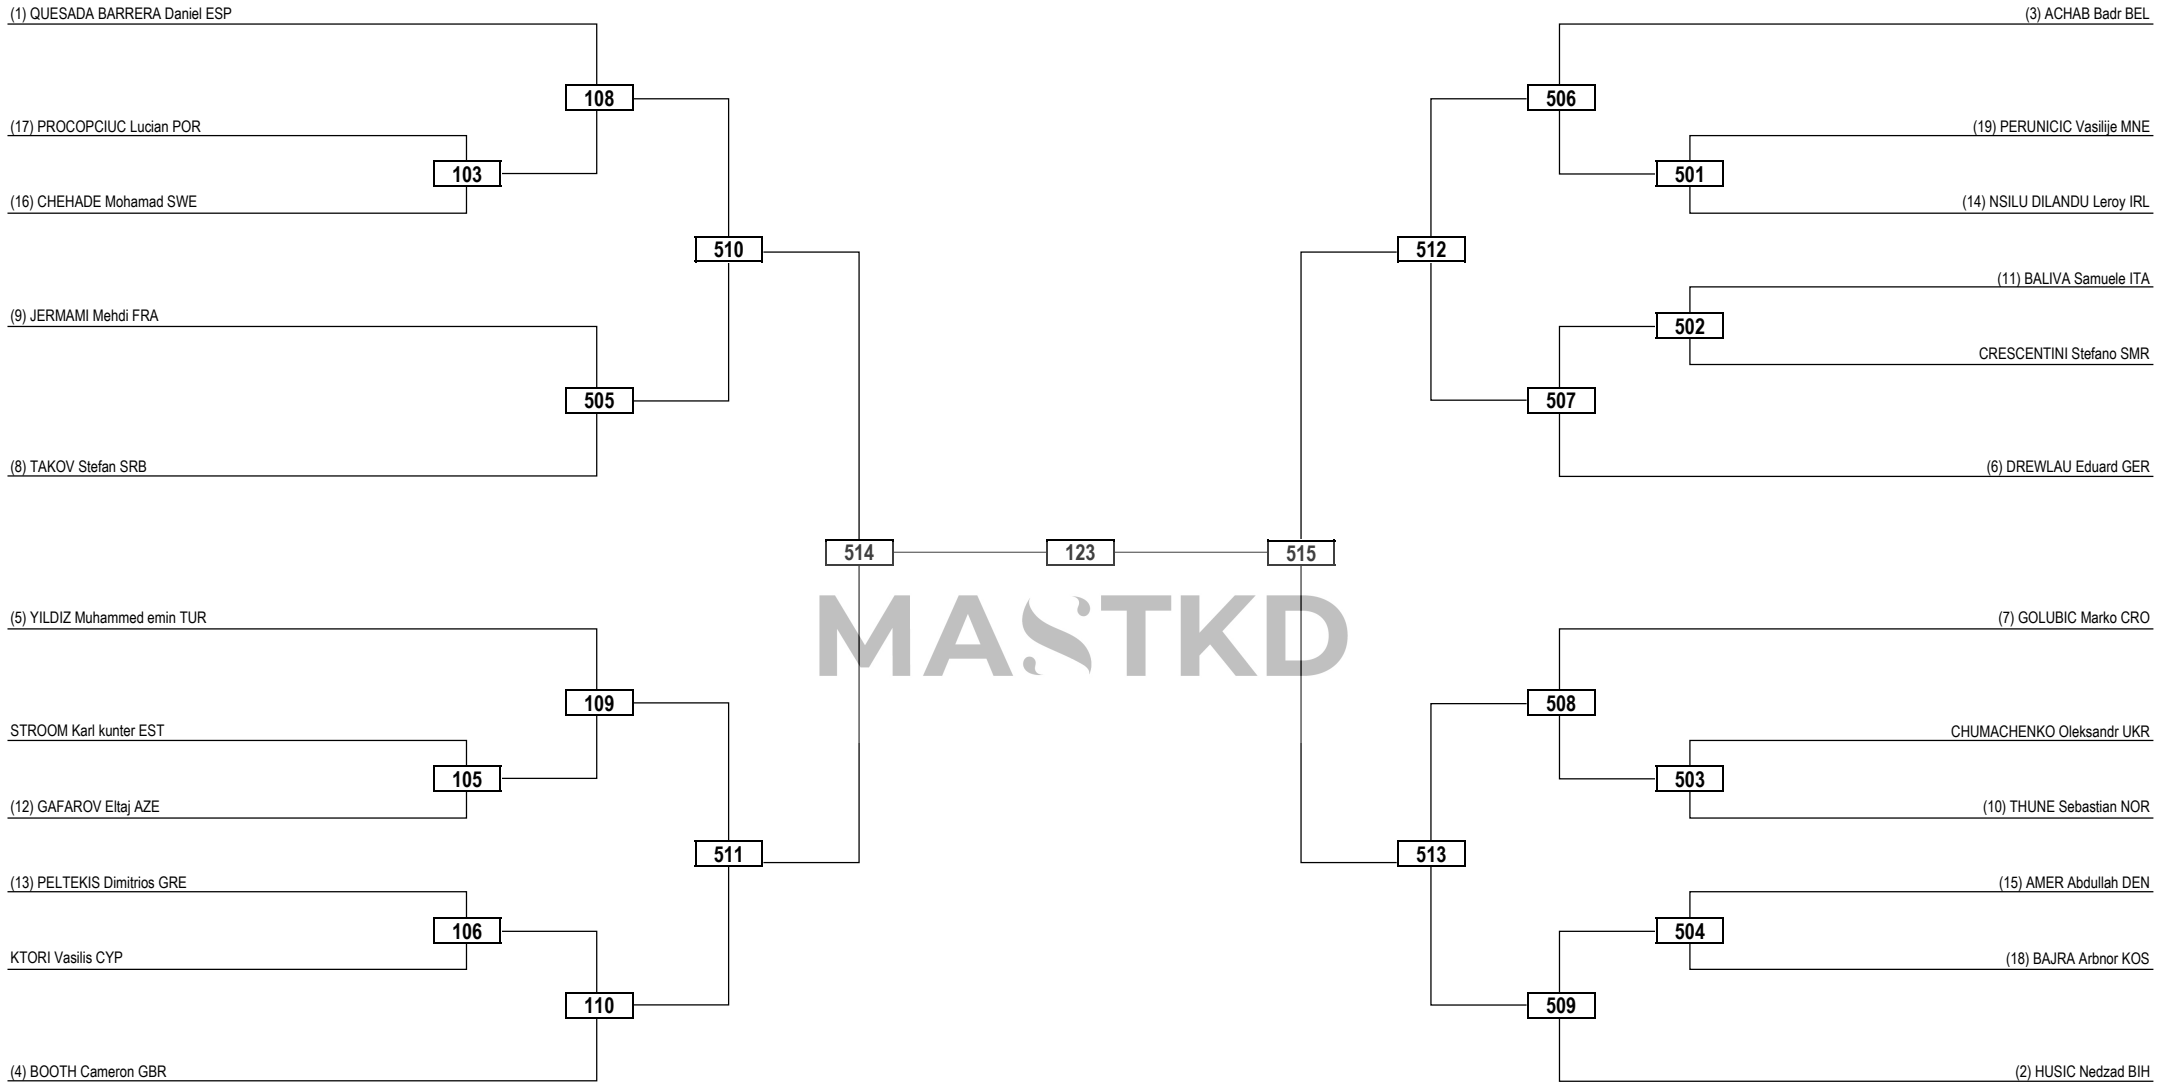 (1) QUESADA BARRERA Daniel ESP
(3) ACHAB Badr BEL
108
506
(17) PROCOPCIUC Lucian POR
(19) PERUNICIC Vasilije MNE
103
501
(16) CHEHADE Mohamad SWE
(14) NSILU DILANDU Leroy IRL
510
512
(11) BALIVA Samuele ITA
(9) JERMAMI Mehdi FRA
502
CRESCENTINI Stefano SMR
505
507
(8) TAKOV Stefan SRB
(6) DREWLAU Eduard GER
514
123
515
MASTKD
(5) YILDIZ Muhammed emin TUR
(7) GOLUBIC Marko CRO
109
508
STROOM Karl kunter EST
CHUMACHENKO Oleksandr UKR
105
503
(12) GAFAROV Eltaj AZE
(10) THUNE Sebastian NOR
511
513
(13) PELTEKIS Dimitrios GRE
(15) AMER Abdullah DEN
106
504
KTORI Vasilis CYP
(18) BAJRA Arbnor KOS
110
509
(4) BOOTH Cameron GBR
(2) HUSIC Nedzad BIH